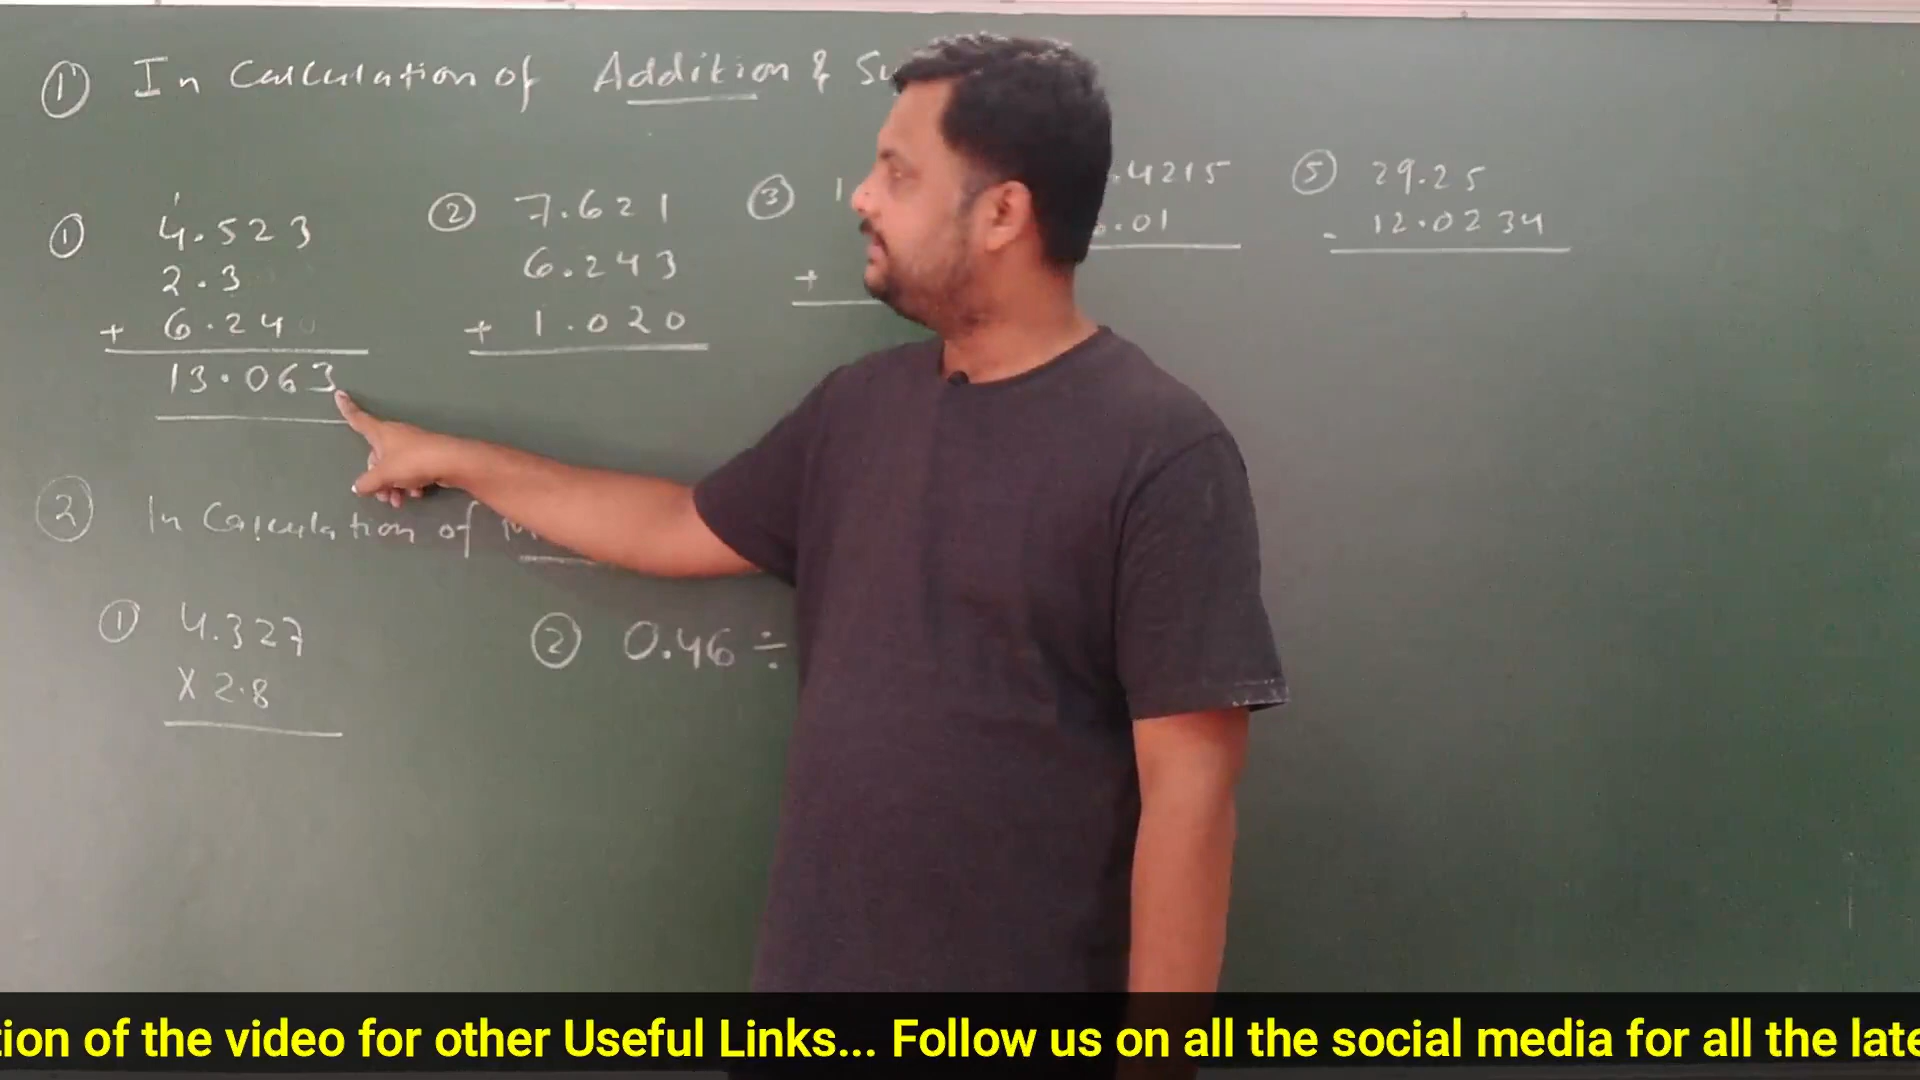 ① In Calculation of Addition & Su
① 4.523
2.3
+ 6.240
13.063
② 7.621
6.243
+ 1.020
③ 1
+
.4215
.01
⑤ 29.25
- 12.0234
② In Calculation of
① 4.327
X 2.8
② 0.46 ÷
tion of the video for other Useful Links... Follow us on all the social media for all the late